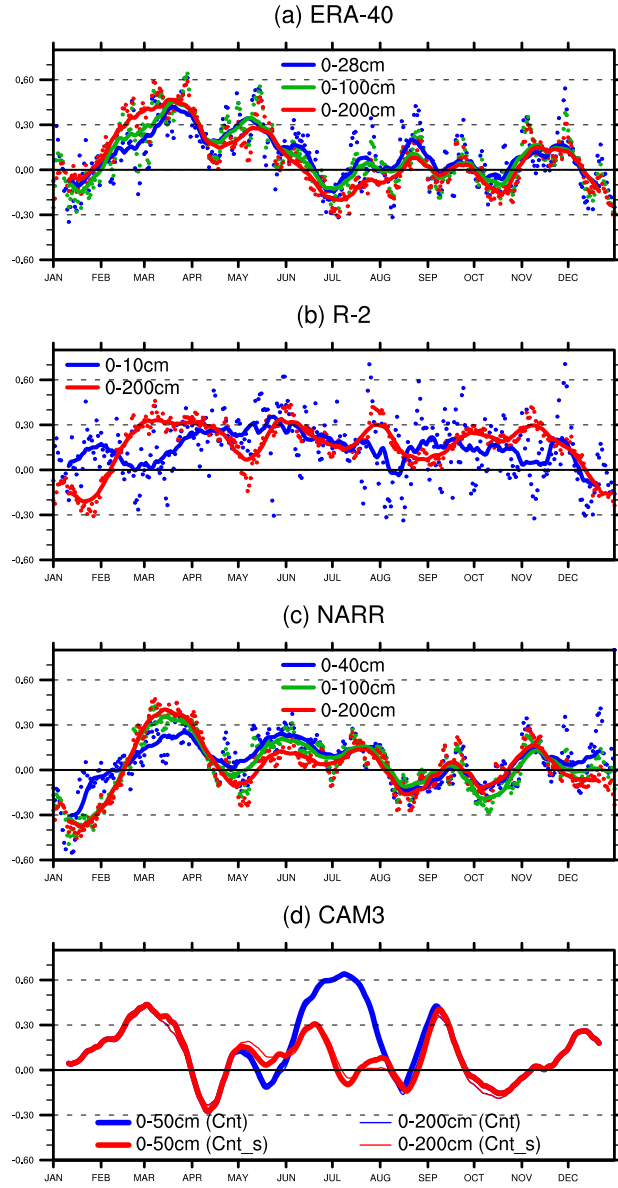 (a) ERA-40
0-28cm
0-100cm
0-200cm
0.60
0.30
0.00
-0.30
-0.60
JAN FEB MAR APR MAY JUN JUL AUG SEP OCT NOV DEC
(b) R-2
0-10cm
0-200cm
0.60
0.30
0.00
-0.30
-0.60
JAN FEB MAR APR MAY JUN JUL AUG SEP OCT NOV DEC
(c) NARR
0-40cm
0-100cm
0-200cm
0.60
0.30
0.00
-0.30
-0.60
JAN FEB MAR APR MAY JUN JUL AUG SEP OCT NOV DEC
(d) CAM3
0.60
0.30
0.00
-0.30
-0.60
0-50cm (Cnt) 0-200cm (Cnt)
0-50cm (Cnt_s) 0-200cm (Cnt_s)
JAN FEB MAR APR MAY JUN JUL AUG SEP OCT NOV DEC